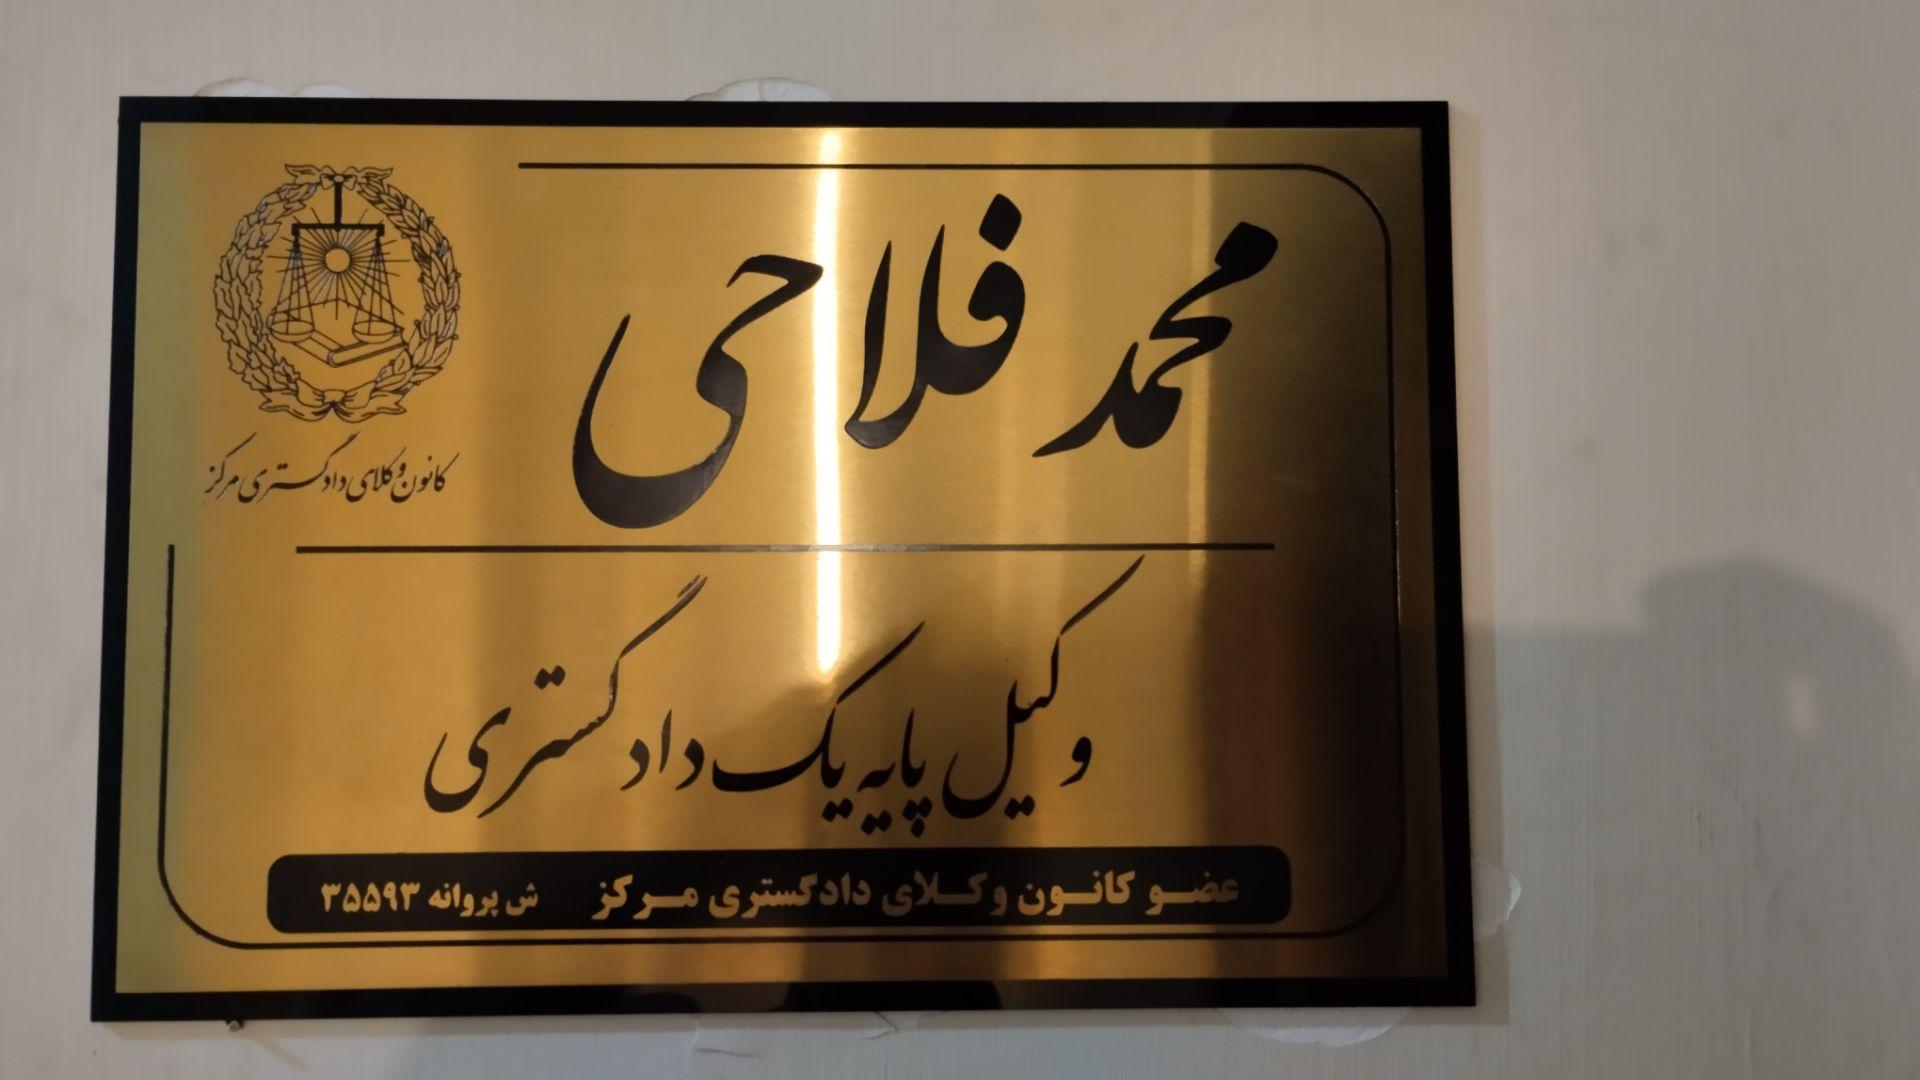 محمد فلاحی
کانون وکلای دادگستری مرکز
وکیل پایه یک دادگستری
عضو کانون وکلای دادگستری مرکز ش پروانه ۳۵۵۹۳